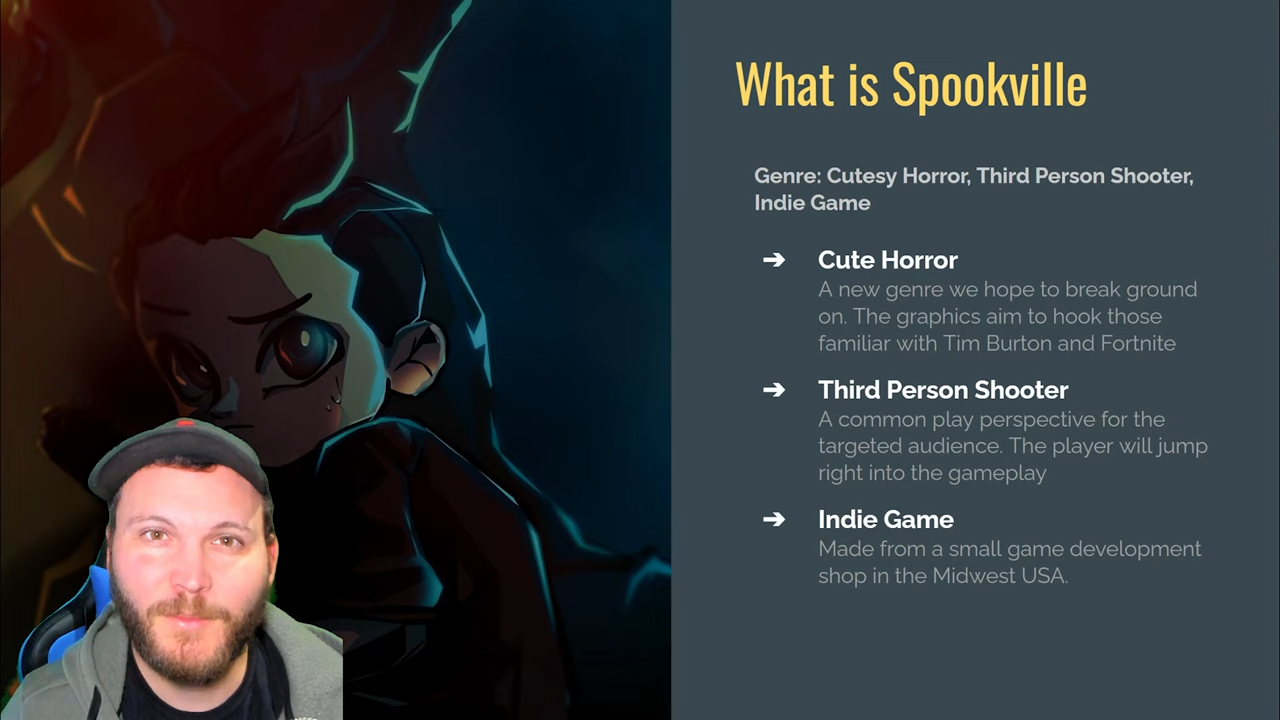 What is Spookville
Genre: Cutesy Horror, Third Person Shooter,
Indie Game
➔ Cute Horror
A new genre we hope to break ground
on. The graphics aim to hook those
familiar with Tim Burton and Fortnite
➔ Third Person Shooter
A common play perspective for the
targeted audience. The player will jump
right into the gameplay
➔ Indie Game
Made from a small game development
shop in the Midwest USA.